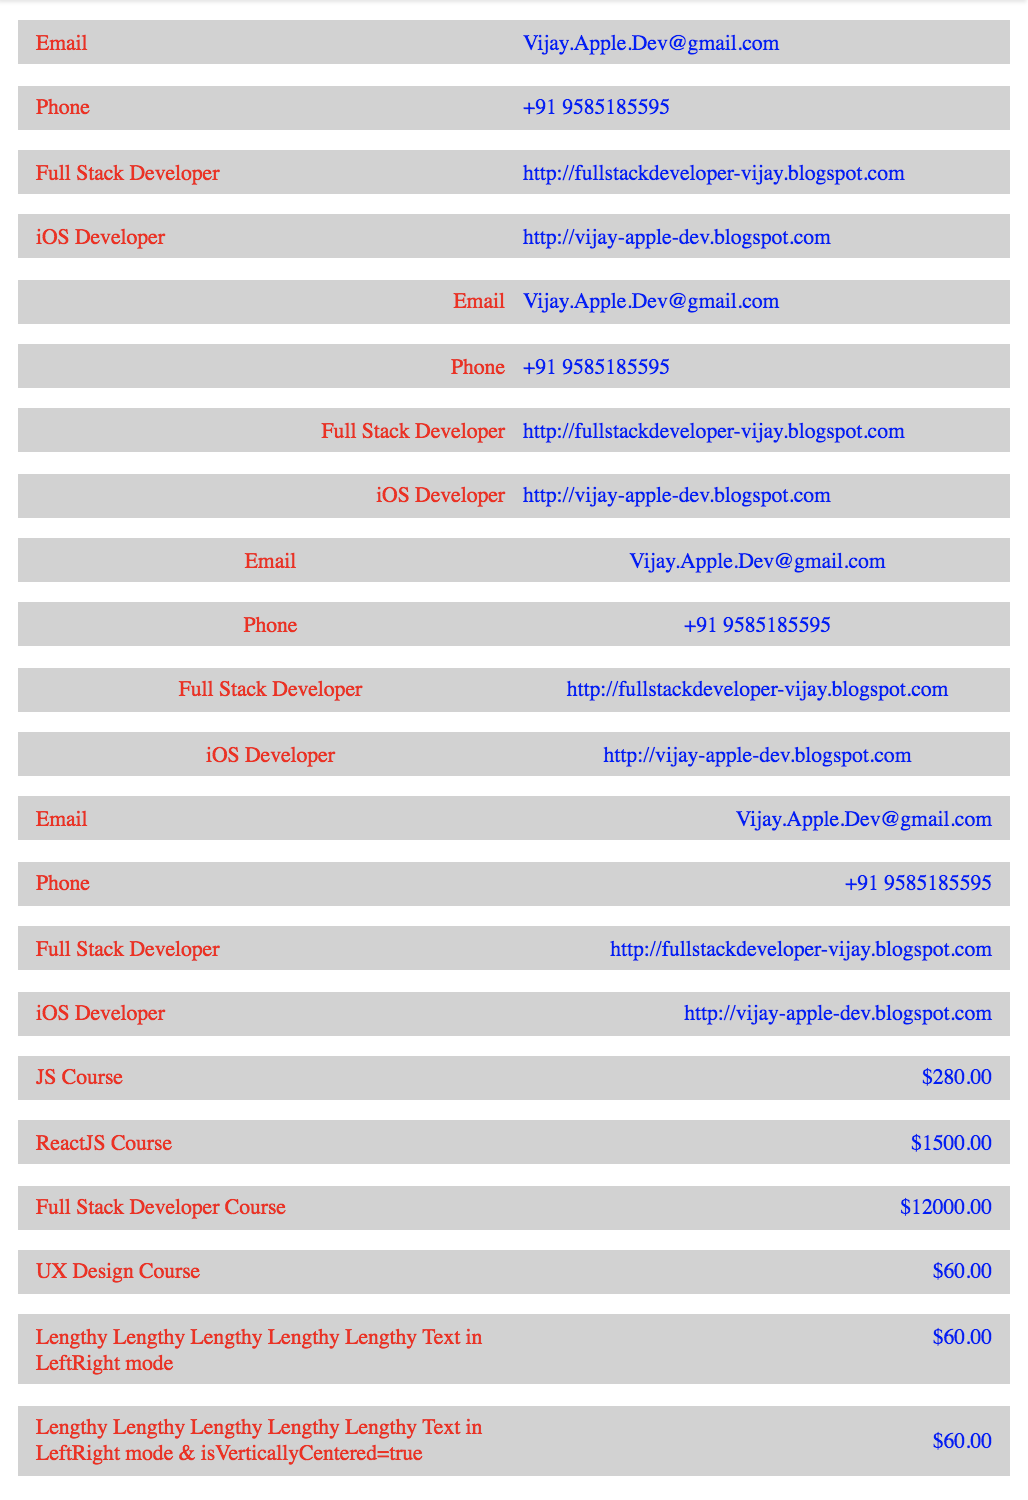 Email Vijay.Apple.Dev@gmail.com
Phone +91 9585185595
Full Stack Developer http://fullstackdeveloper-vijay.blogspot.com
iOS Developer http://vijay-apple-dev.blogspot.com
Email Vijay.Apple.Dev@gmail.com
Phone +91 9585185595
Full Stack Developer http://fullstackdeveloper-vijay.blogspot.com
iOS Developer http://vijay-apple-dev.blogspot.com
Email Vijay.Apple.Dev@gmail.com
Phone +91 9585185595
Full Stack Developer http://fullstackdeveloper-vijay.blogspot.com
iOS Developer http://vijay-apple-dev.blogspot.com
Email Vijay.Apple.Dev@gmail.com
Phone +91 9585185595
Full Stack Developer http://fullstackdeveloper-vijay.blogspot.com
iOS Developer http://vijay-apple-dev.blogspot.com
JS Course $280.00
ReactJS Course $1500.00
Full Stack Developer Course $12000.00
UX Design Course $60.00
Lengthy Lengthy Lengthy Lengthy Lengthy Text in $60.00
LeftRight mode
Lengthy Lengthy Lengthy Lengthy Lengthy Text in
LeftRight mode & isVerticallyCentered=true $60.00